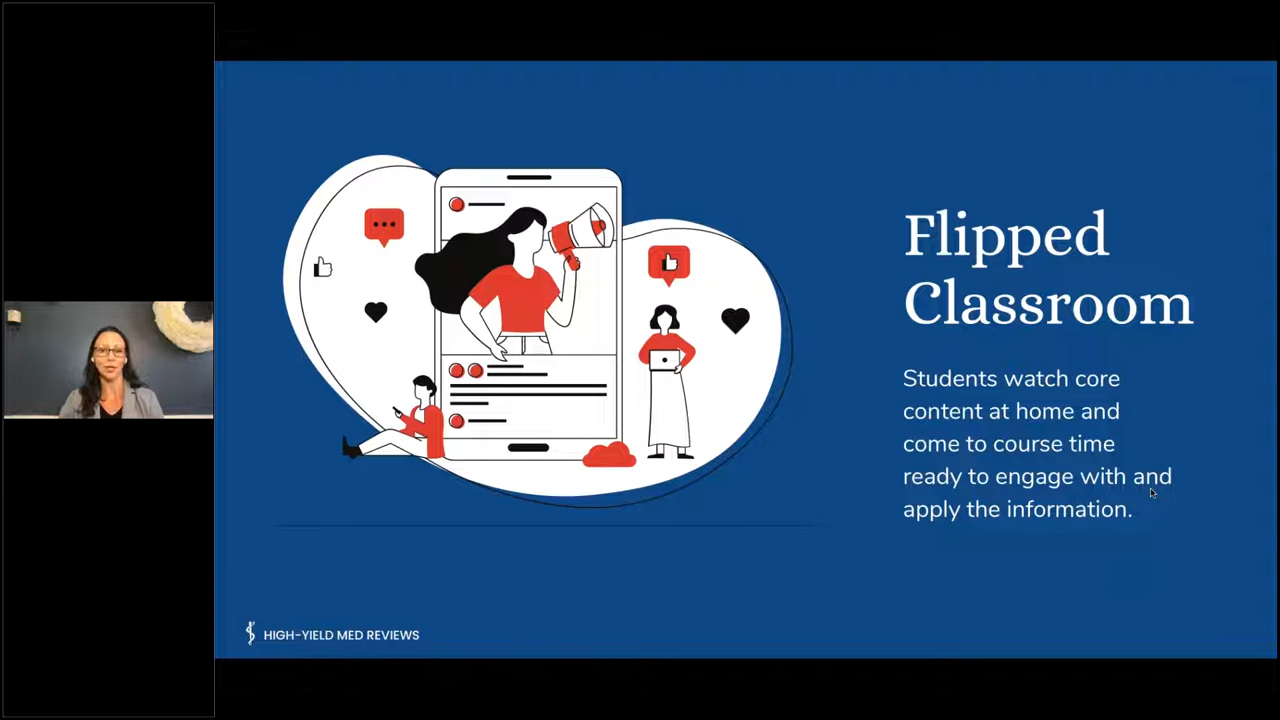 Flipped
Classroom
Students watch core
content at home and
come to course time
ready to engage with and
apply the information.
HIGH-YIELD MED REVIEWS